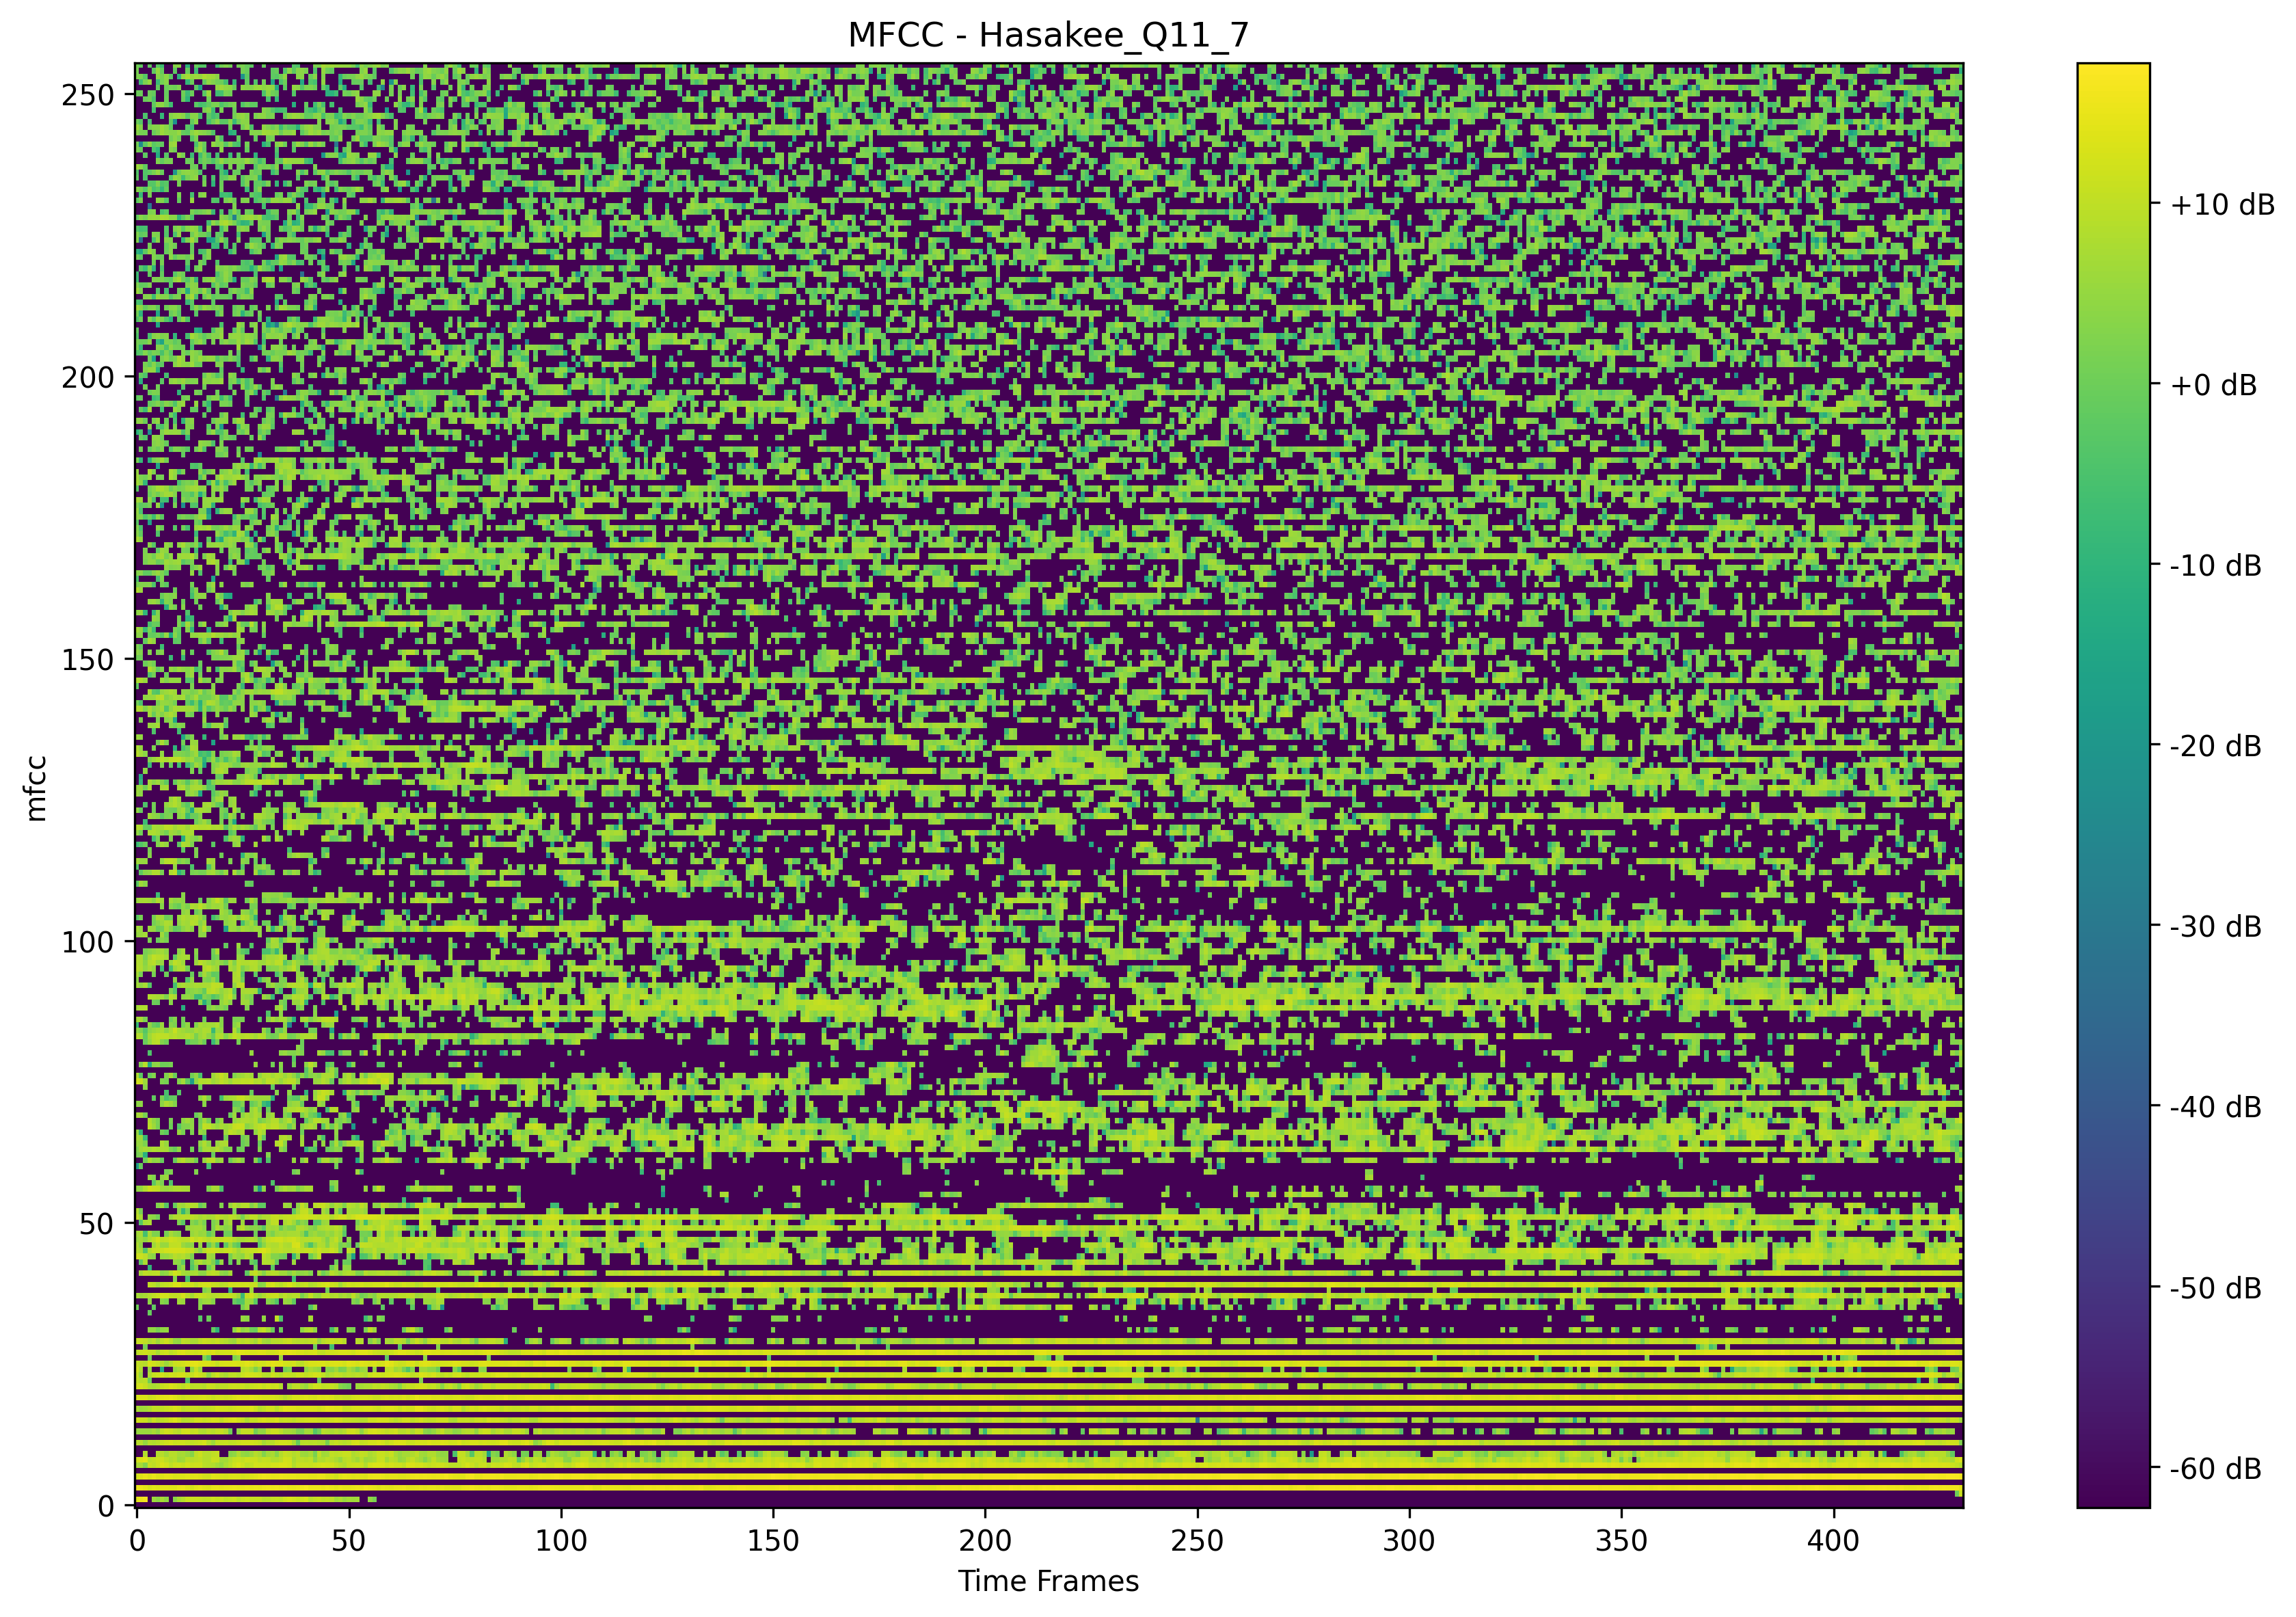 MFCC - Hasakee_Q11_7
250
200
150
100
50
0
mfcc
0 50 100 150 200 250 300 350 400
Time Frames
+10 dB
+0 dB
-10 dB
-20 dB
-30 dB
-40 dB
-50 dB
-60 dB